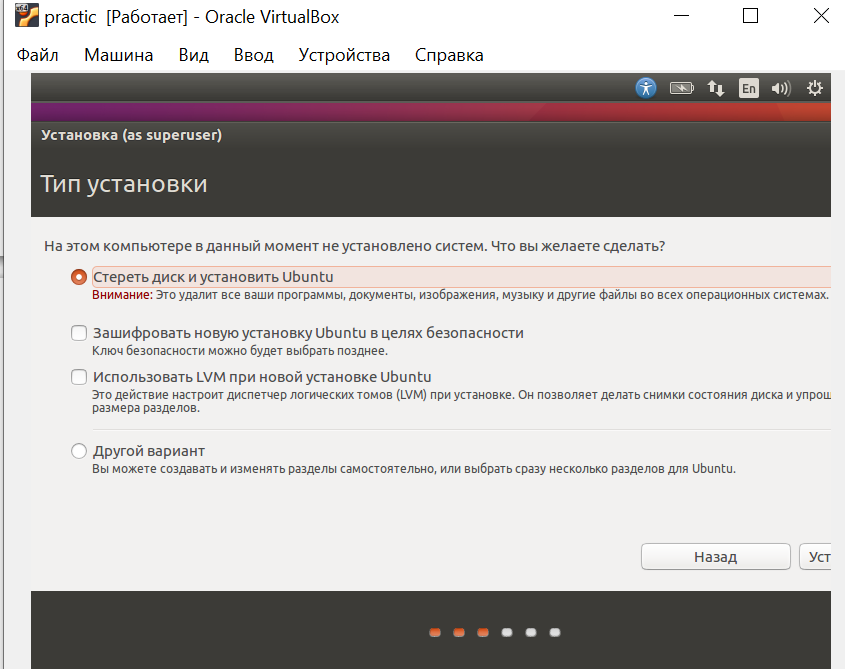 x64
practic [Работает] - Oracle VirtualBox
Файл Машина Вид Ввод Устройства Справка
En
Установка (as superuser)
Тип установки
На этом компьютере в данный момент не установлено систем. Что вы желаете сделать?
Стереть диск и установить Ubuntu
Внимание: Это удалит все ваши программы, документы, изображения, музыку и другие файлы во всех операционных системах.
Зашифровать новую установку Ubuntu в целях безопасности
Ключ безопасности можно будет выбрать позднее.
Использовать LVM при новой установке Ubuntu
Это действие настроит диспетчер логических томов (LVM) при установке. Он позволяет делать снимки состояния диска и упрощ
размера разделов.
Другой вариант
Вы можете создавать и изменять разделы самостоятельно, или выбрать сразу несколько разделов для Ubuntu.
Назад Уст